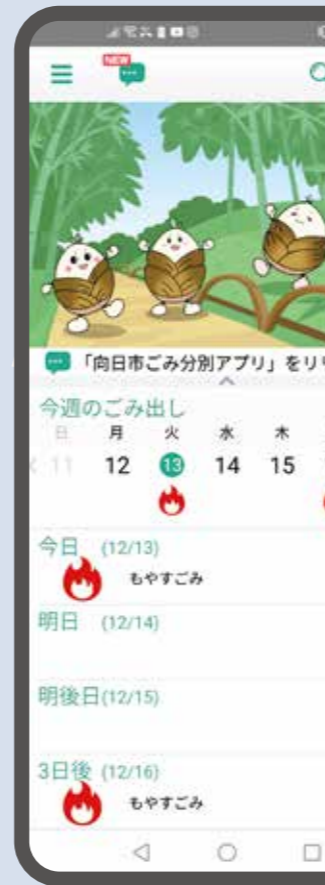 NEW
「向日市ごみ分別アプリ」をリ
今週のごみ出し
日 月 火 水 木
11 12 13 14 15
今日 (12/13)
もやすごみ
明日 (12/14)
明後日(12/15)
3日後 (12/16)
もやすごみ